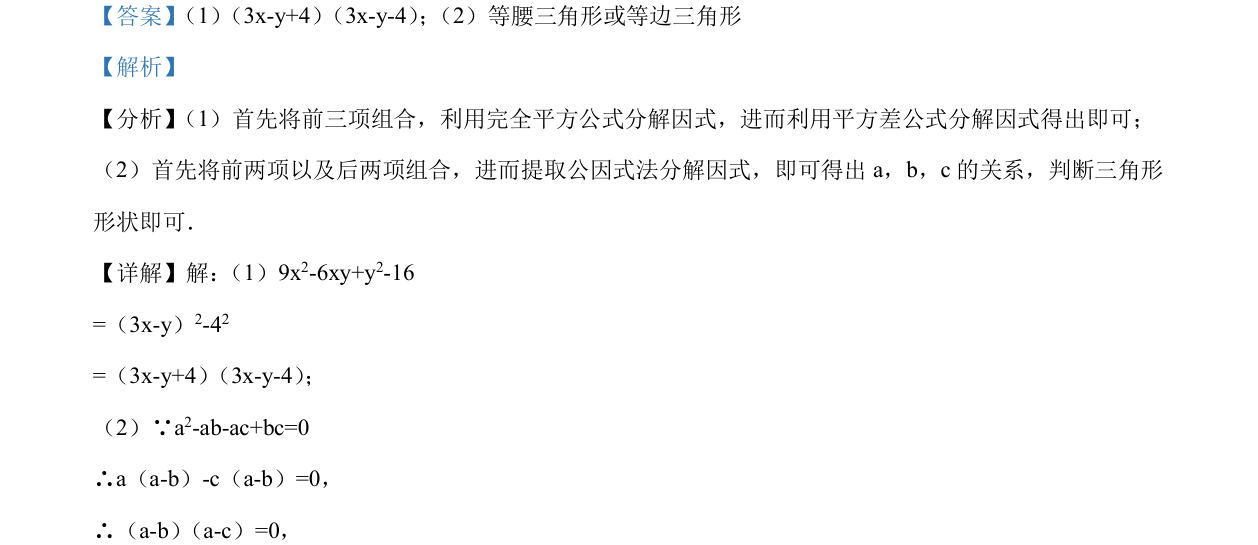 【答案】（1）（3x-y+4）（3x-y-4）；（2）等腰三角形或等边三角形
【解析】
【分析】（1）首先将前三项组合，利用完全平方公式分解因式，进而利用平方差公式分解因式得出即可；
（2）首先将前两项以及后两项组合，进而提取公因式法分解因式，即可得出 a，b，c 的关系，判断三角形
形状即可．
【详解】解：（1）9x²-6xy+y²-16
=（3x-y）²-4²
=（3x-y+4）（3x-y-4）；
（2）∵a²-ab-ac+bc=0
∴a（a-b）-c（a-b）=0，
∴（a-b）（a-c）=0，